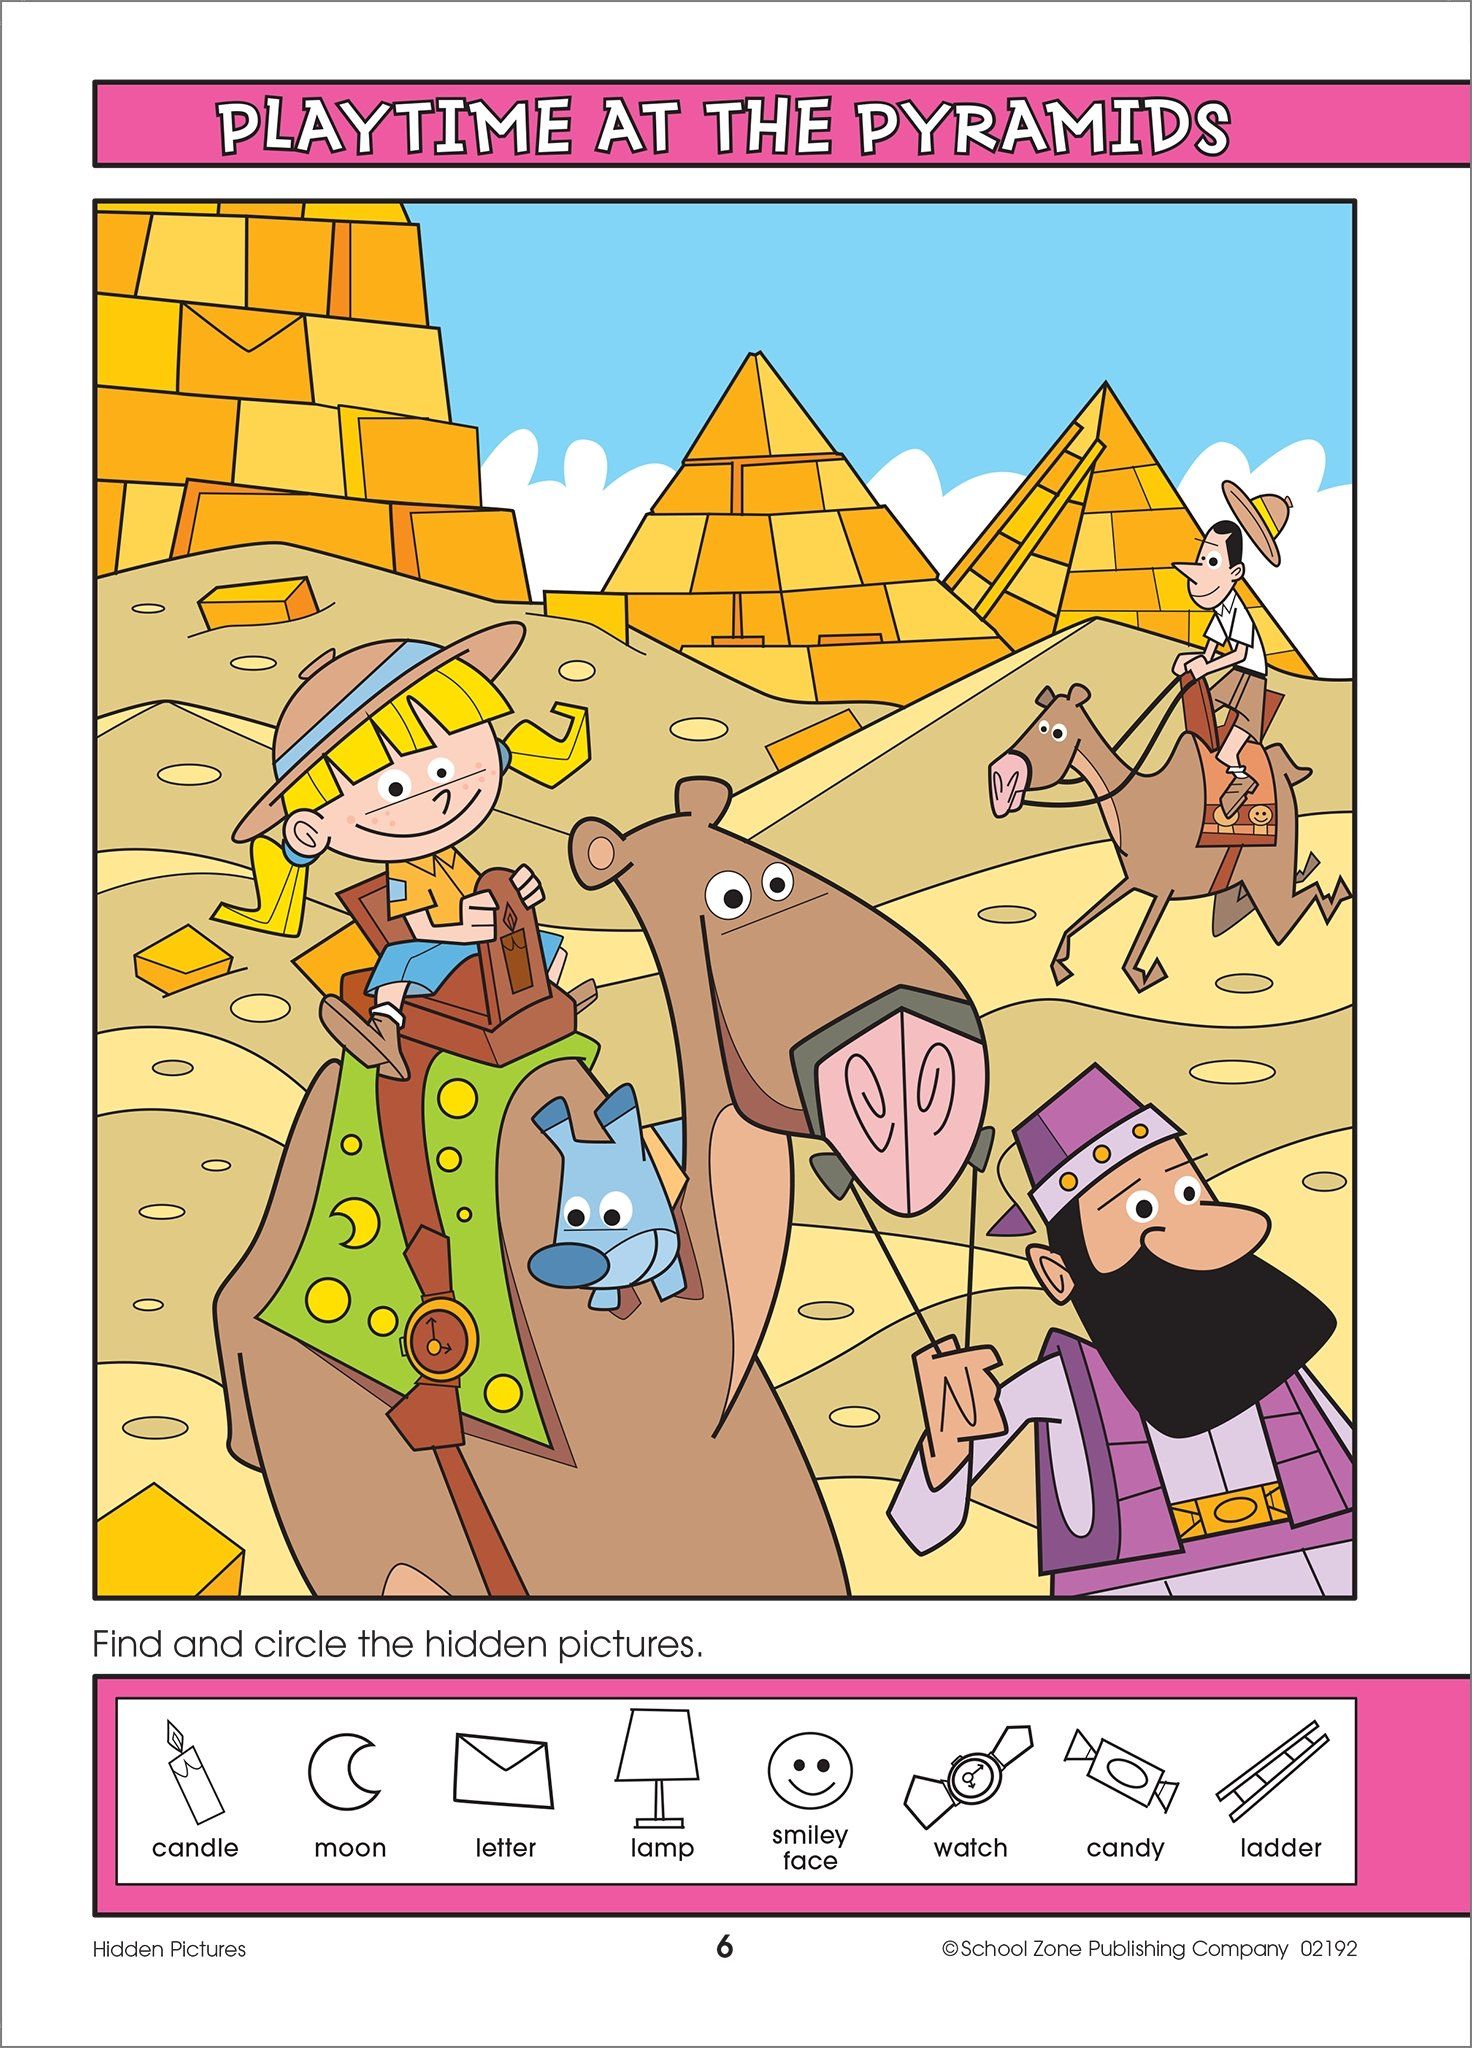 PLAYTIME AT THE PYRAMIDS
Find and circle the hidden pictures.
candle
moon
letter
lamp
smiley
face
watch
candy
ladder
Hidden Pictures
6
©School Zone Publishing Company 02192